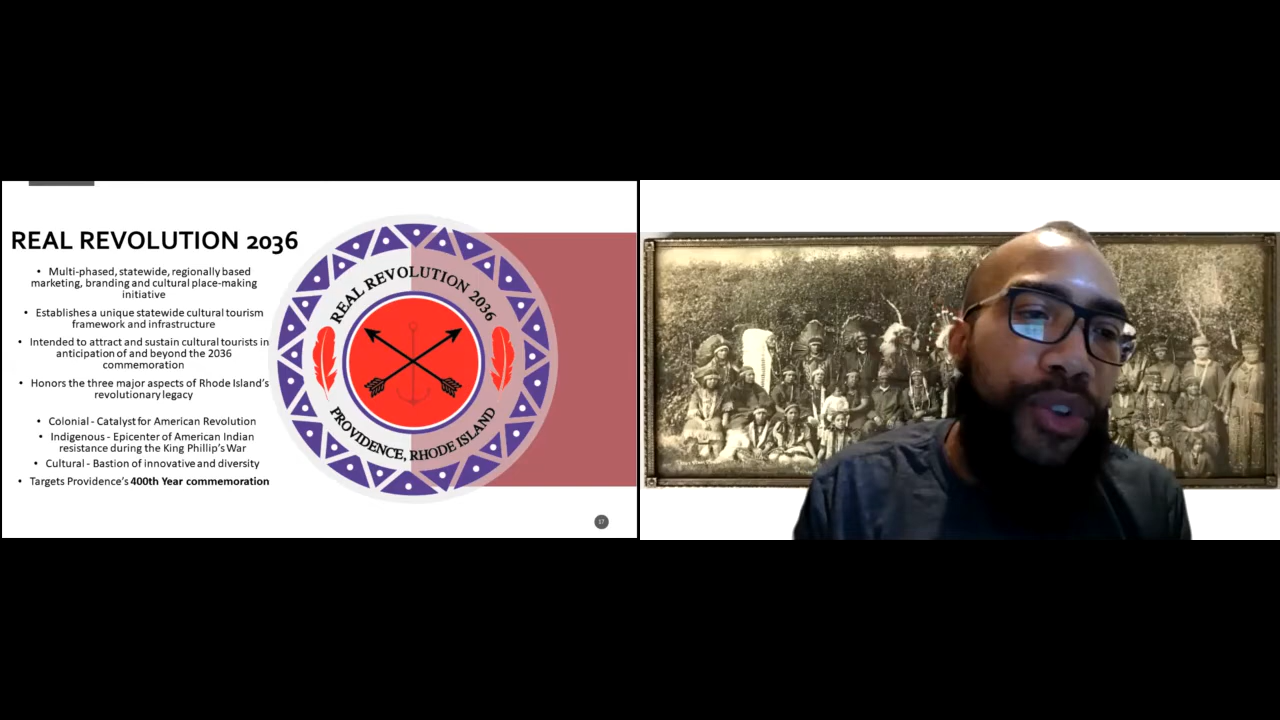 REAL REVOLUTION 2036
• Multi-phased, statewide, regionally based
marketing, branding and cultural place-making
initiative
• Establishes a unique statewide cultural tourism
framework and infrastructure
• Intended to attract and sustain cultural tourists in
anticipation of and beyond the 2036
commemoration
• Honors the three major aspects of Rhode Island's
revolutionary legacy
• Colonial - Catalyst for American Revolution
• Indigenous - Epicenter of American Indian
resistance during the King Phillip's War
• Cultural - Bastion of innovative and diversity
• Targets Providence's 400th Year commemoration
REAL REVOLUTION 2036
PROVIDENCE, RHODE ISLAND
17